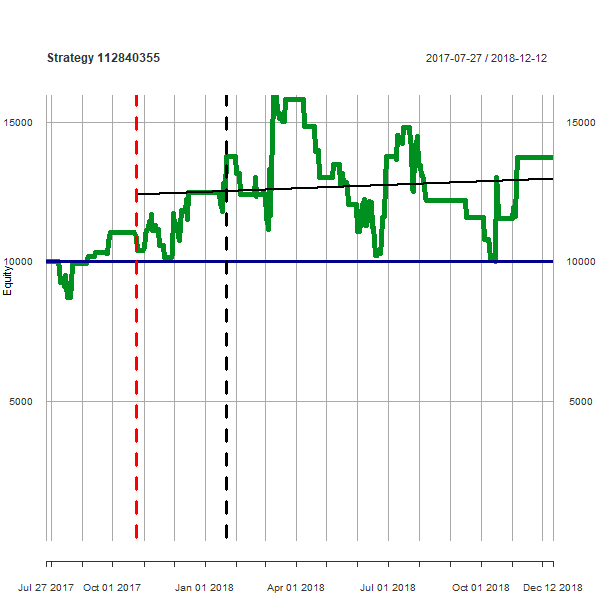 Strategy 112840355
2017-07-27 / 2018-12-12
15000 15000
10000 10000
5000 5000
Equity
Jul 27 2017 Oct 01 2017 Jan 01 2018 Apr 01 2018 Jul 01 2018 Oct 01 2018 Dec 12 2018